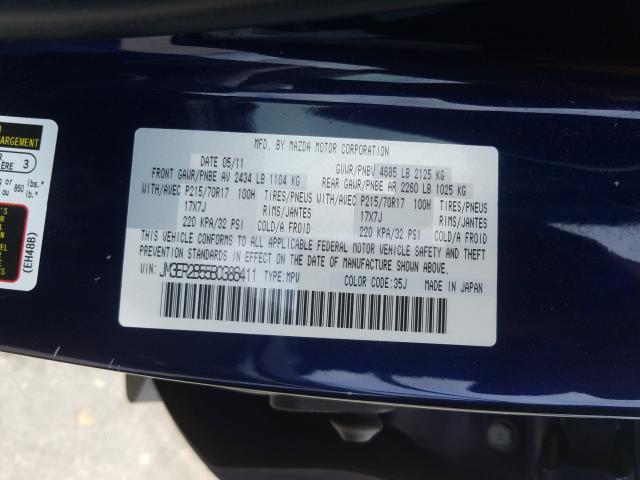 ARGEMENT
3
850 lbs.*
(EH48B)
MFD. BY MAZDA MOTOR CORPORATION
DATE 05/11 GVWR/PNBV 4685 LB 2125 KG
FRONT GAWR/PNBE AV 2434 LB 1104 KG REAR GAWR/PNBE AR 2260 LB 1025 KG
WITH/AVEC P215/70R17 100H TIRES/PNEUS WITH/AVEC P215/70R17 100H TIRES/PNEUS
17X7J RIMS/JANTES 17X7J RIMS/JANTES
220 KPA/32 PSI COLD/A FROID 220 KPA/32 PSI COLD/A FROID
THIS VEHICLE CONFORMS TO ALL APPLICABLE FEDERAL MOTOR VEHICLE SAFETY AND THEFT
PREVENTION STANDARDS IN EFFECT ON THE DATE OF MANUFACTURE SHOWN ABOVE.
VIN: JM3ER2B55B0386411 TYPE:MPV COLOR CODE:35J MADE IN JAPAN